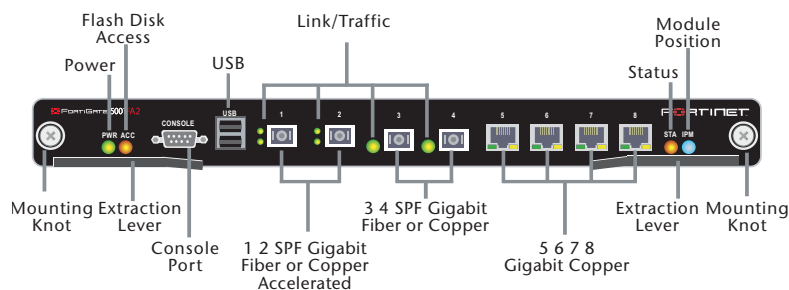 Flash Disk
Access
Link/Traffic
Module
Position
Power
USB
Status
FORTIGATE 5001FA2
CONSOLE
USB
1
2
3
4
5
6
7
8
FORTINET
PWR ACC
STA IPM
Mounting
Knot
Extraction
Lever
Console
Port
1 2 SPF Gigabit
Fiber or Copper
Accelerated
3 4 SPF Gigabit
Fiber or Copper
5 6 7 8
Gigabit Copper
Extraction
Lever
Mounting
Knot